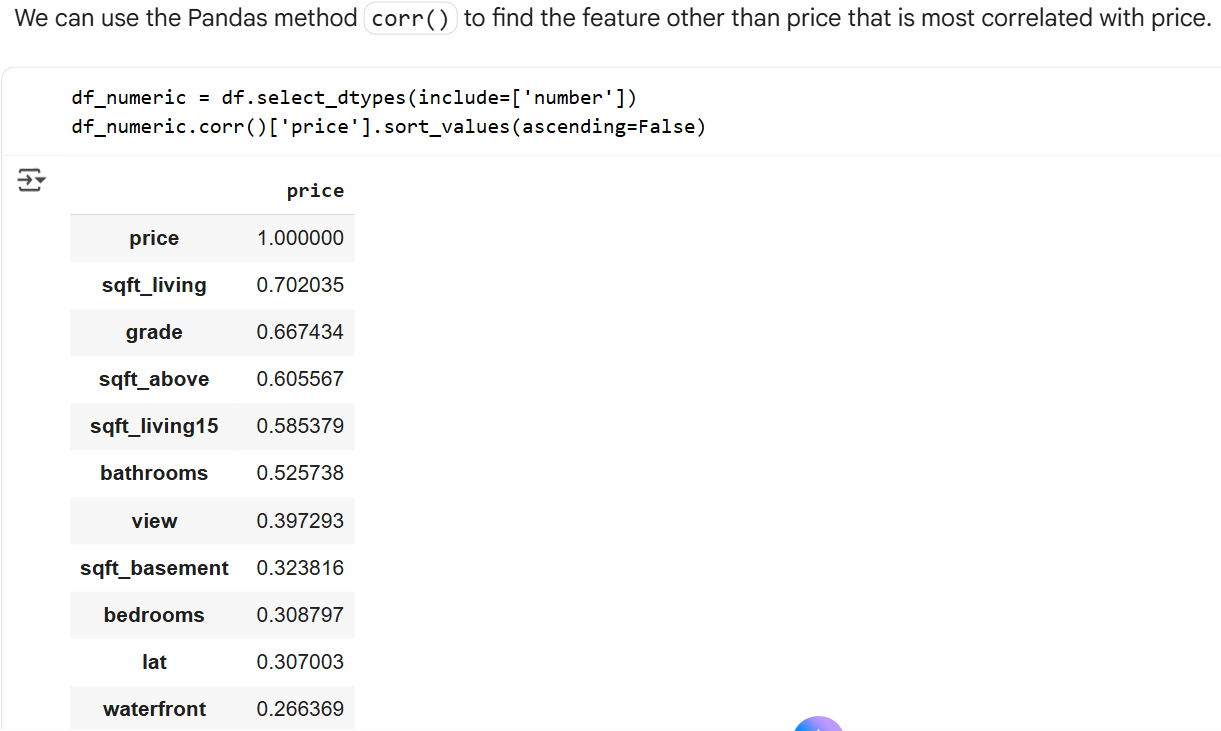 We can use the Pandas method corr() to find the feature other than price that is most correlated with price.
df_numeric = df.select_dtypes(include=['number'])
df_numeric.corr()['price'].sort_values(ascending=False)
price
price 1.000000
sqft_living 0.702035
grade 0.667434
sqft_above 0.605567
sqft_living15 0.585379
bathrooms 0.525738
view 0.397293
sqft_basement 0.323816
bedrooms 0.308797
lat 0.307003
waterfront 0.266369